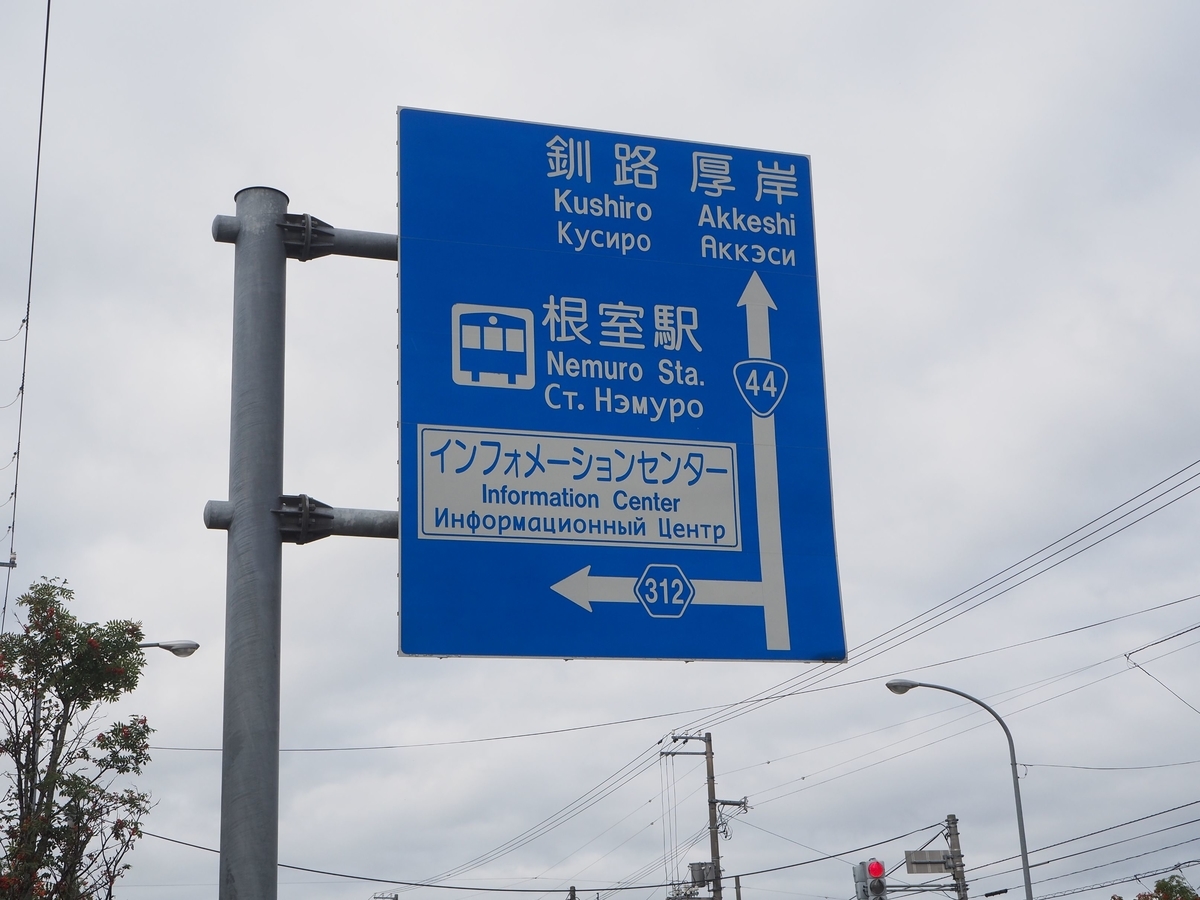 釧路 厚岸
Kushiro Akkeshi
Кусиро Аккэси
根室駅
Nemuro Sta.
Ст. Нэмуро
44
インフォメーションセンター
Information Center
Информационный Центр
312